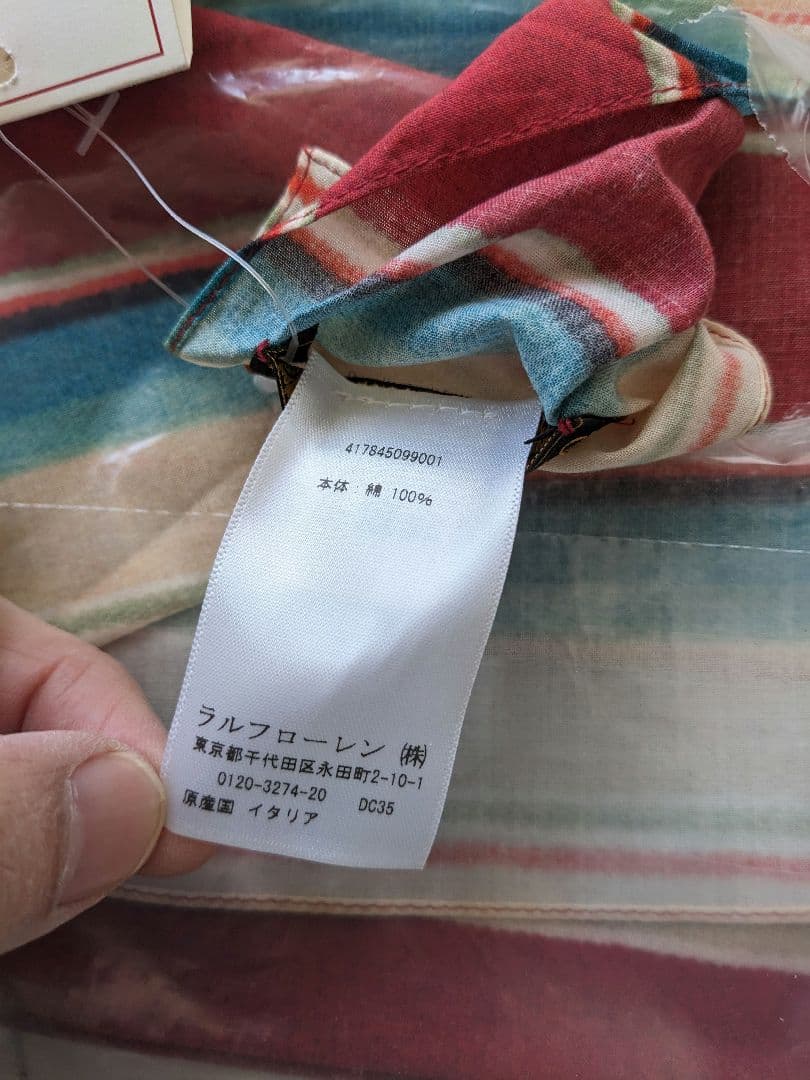 417845099001
本体：綿 100%
ラルフローレン ㈱
東京都千代田区永田町2-10-1
0120-3274-20 DC35
原産国 イタリア